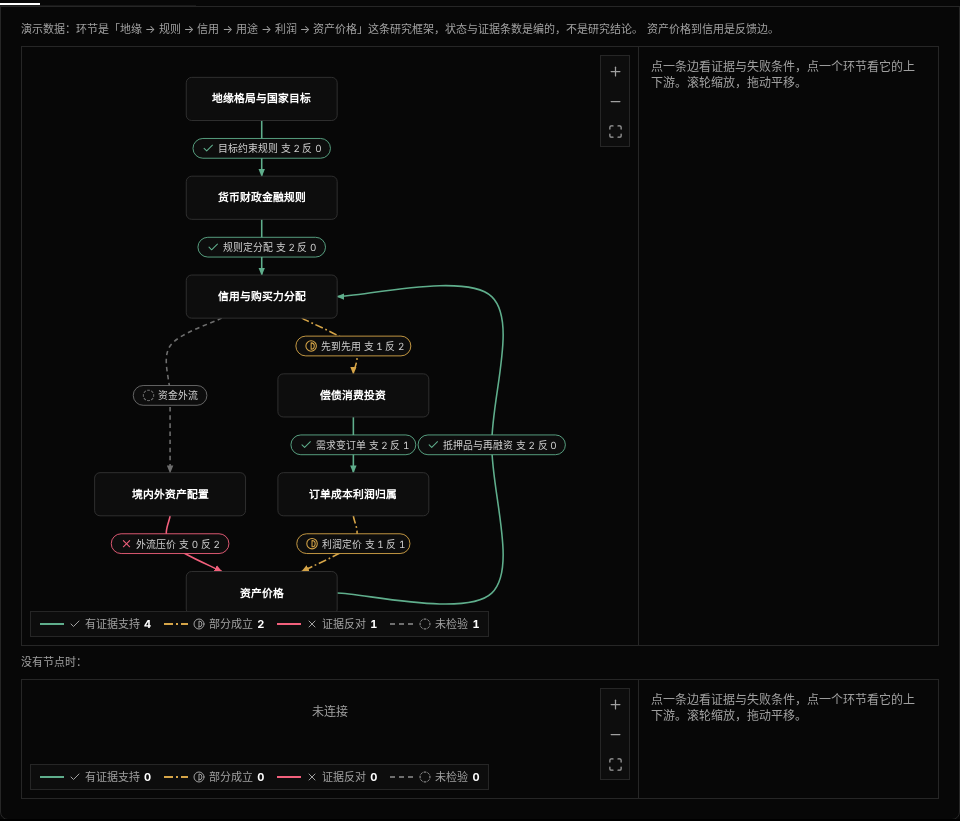 演示数据：环节是「地缘 → 规则 → 信用 → 用途 → 利润 → 资产价格」这条研究框架，状态与证据条数是编的，不是研究结论。 资产价格到信用是反馈边。
地缘格局与国家目标
目标约束规则 支 2 反 0
货币财政金融规则
规则定分配 支 2 反 0
信用与购买力分配
先到先用 支 1 反 2
资金外流
偿债消费投资
需求变订单 支 2 反 1
抵押品与再融资 支 2 反 0
境内外资产配置
订单成本利润归属
外流压价 支 0 反 2
利润定价 支 1 反 1
资产价格
有证据支持 4
部分成立 2
证据反对 1
未检验 1
点一条边看证据与失败条件，点一个环节看它的上
下游。滚轮缩放，拖动平移。
没有节点时：
未连接
有证据支持 0
部分成立 0
证据反对 0
未检验 0
点一条边看证据与失败条件，点一个环节看它的上
下游。滚轮缩放，拖动平移。